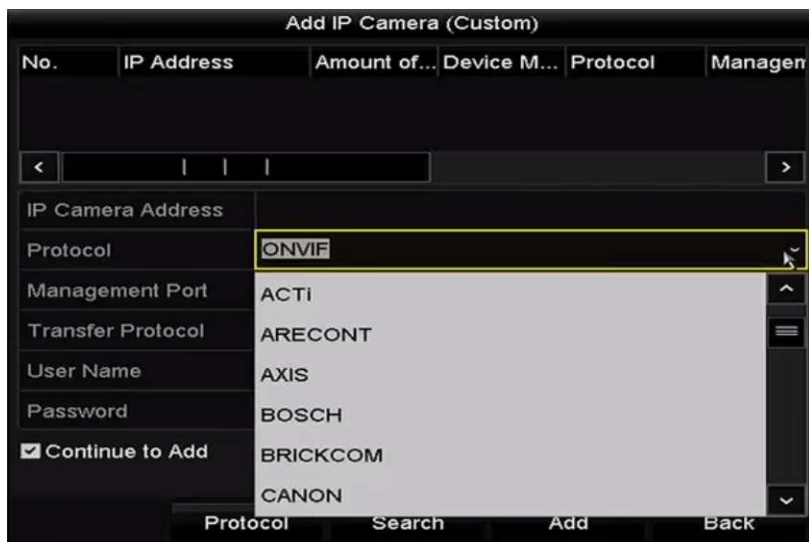 Add IP Camera (Custom)
No. IP Address Amount of... Device M... Protocol Managem
IP Camera Address
Protocol ONVIF
Management Port ACTi
Transfer Protocol ARECONT
User Name AXIS
Password BOSCH
Continue to Add BRICKCOM
CANON
Protocol Search Add Back